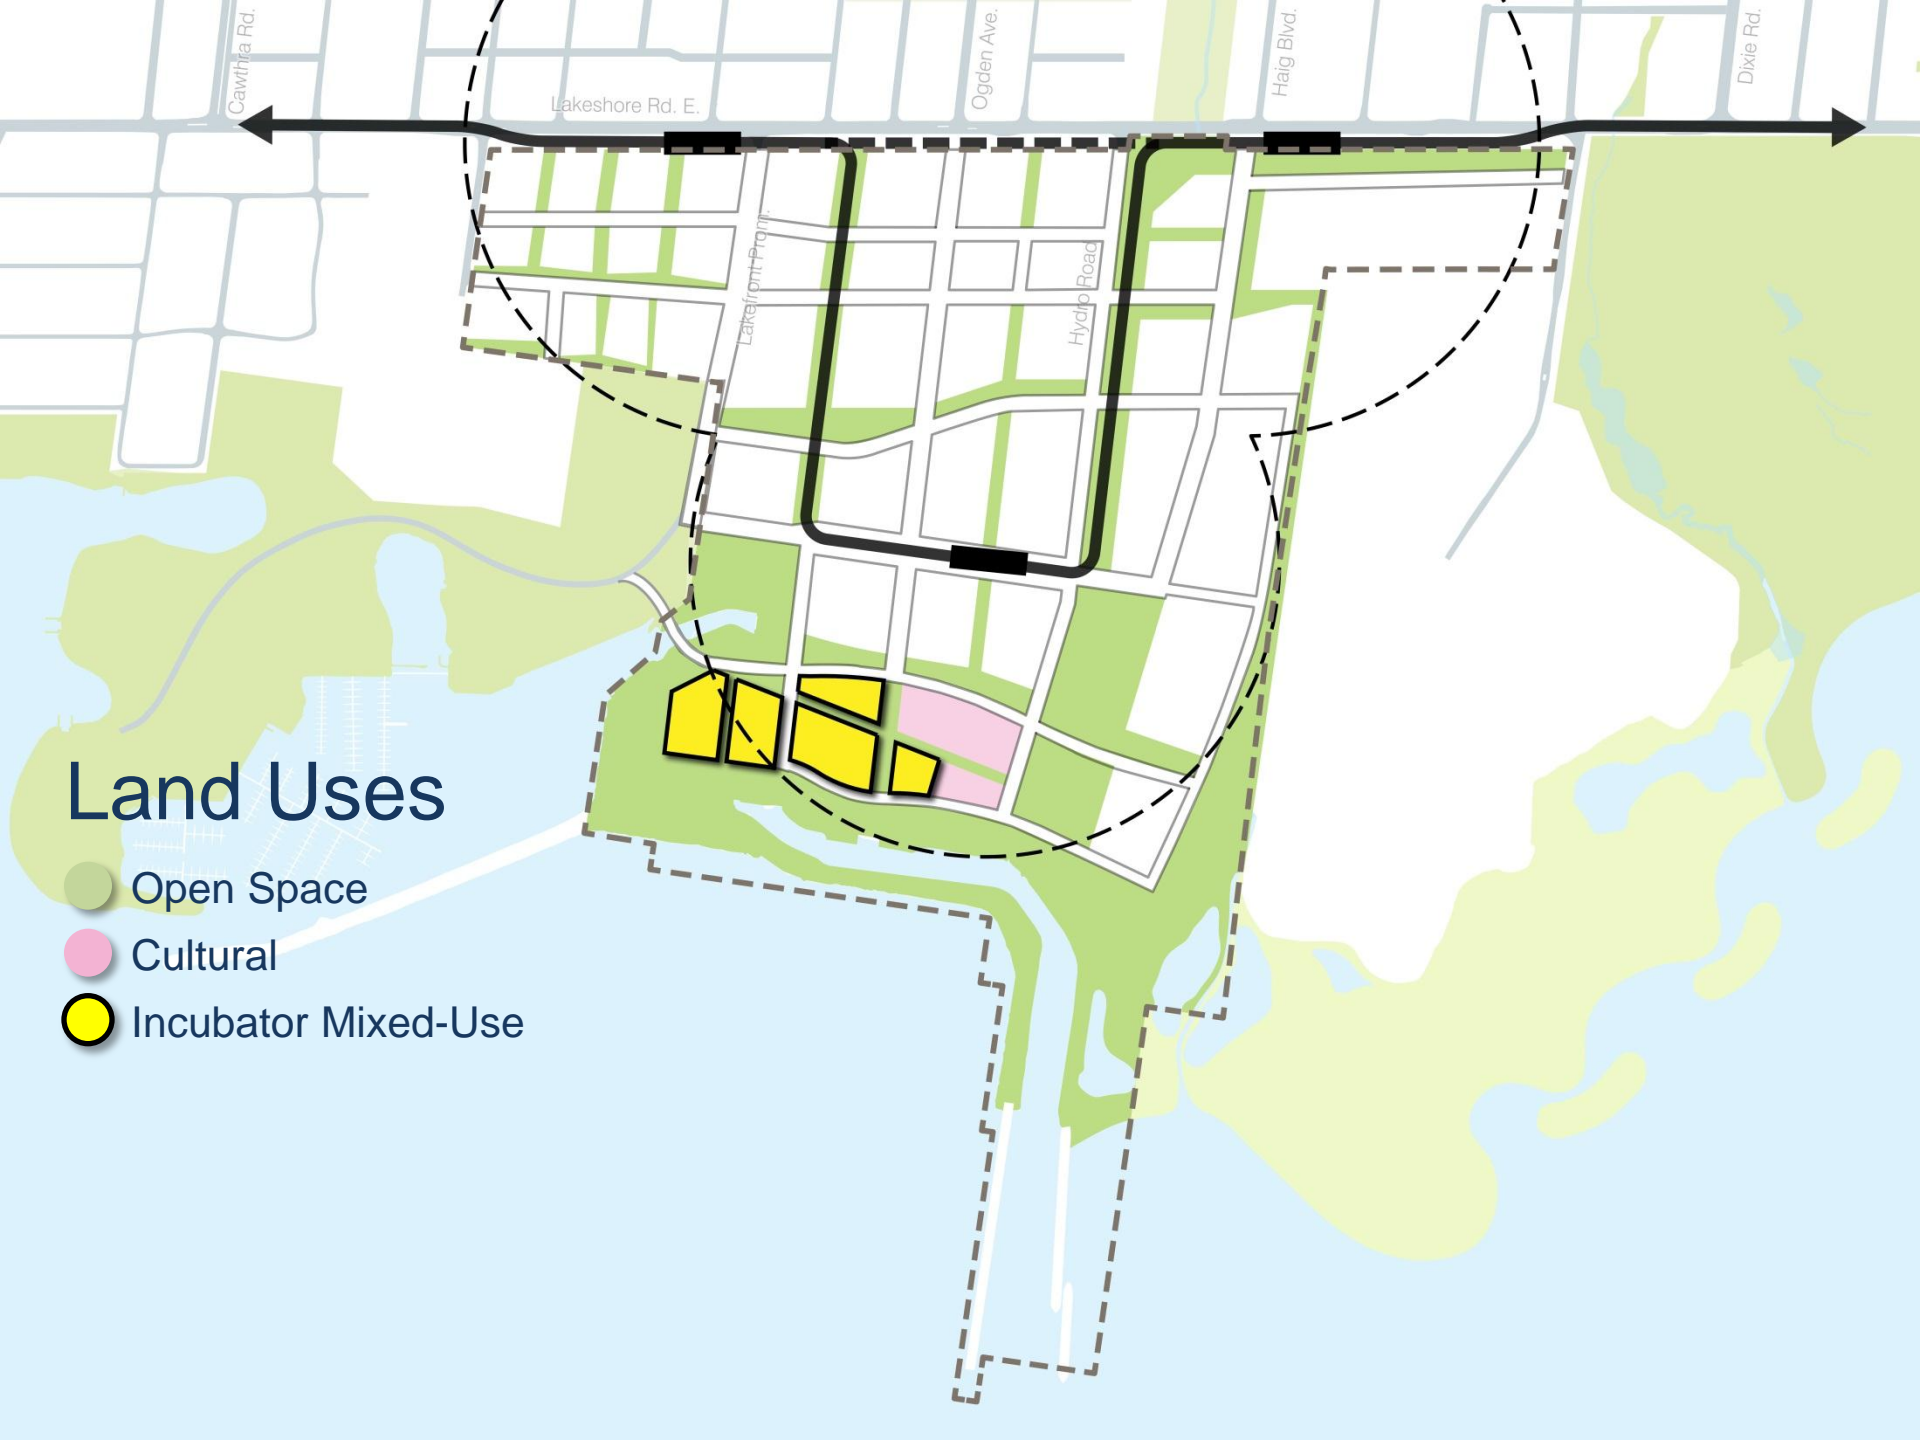 Cawthra Rd.
Lakeshore Rd. E.
Ogden Ave.
Haig Blvd.
Dixie Rd.
Lakefront Prom.
Hydro Road
Land Uses
Open Space
Cultural
Incubator Mixed-Use